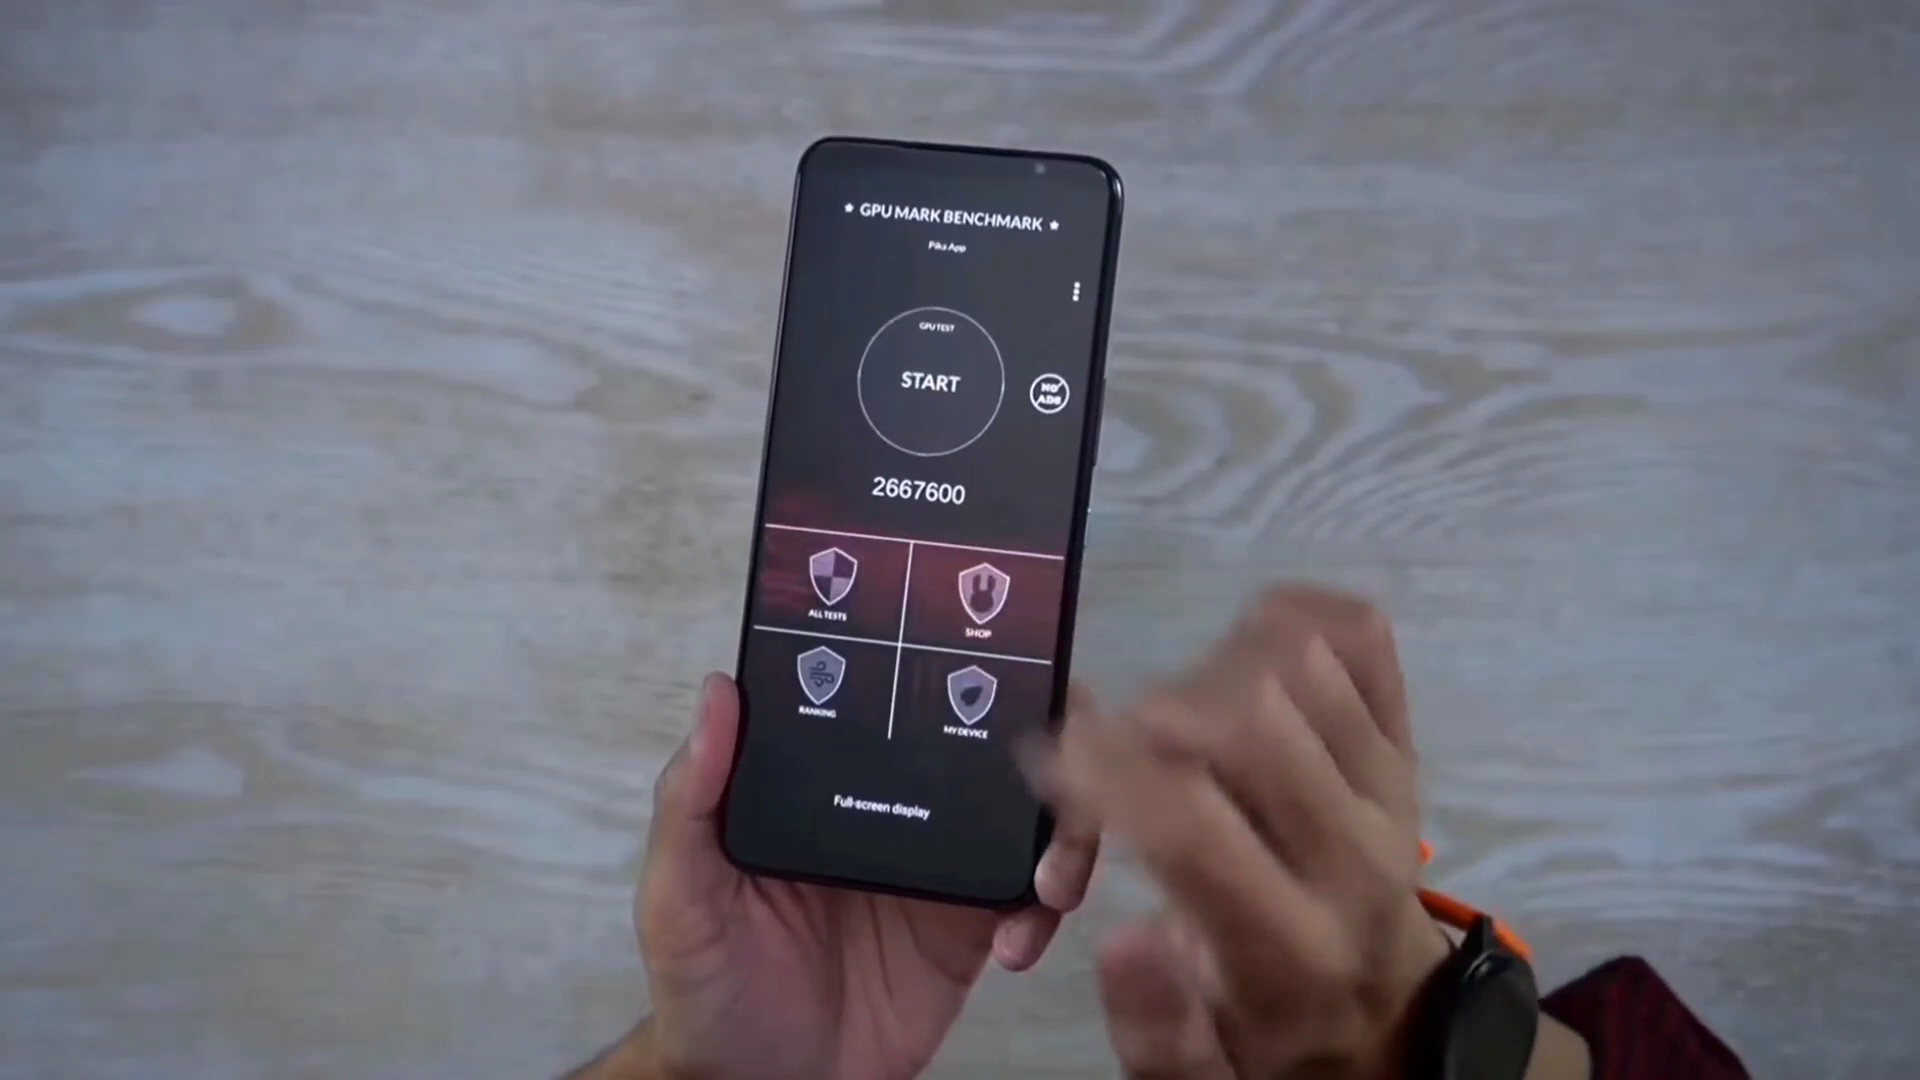 ★ GPU MARK BENCHMARK ★
Pika App
GPU TEST
START
NO
ADS
2667600
ALL TESTS
SHOP
RANKING
MY DEVICE
Full-screen display